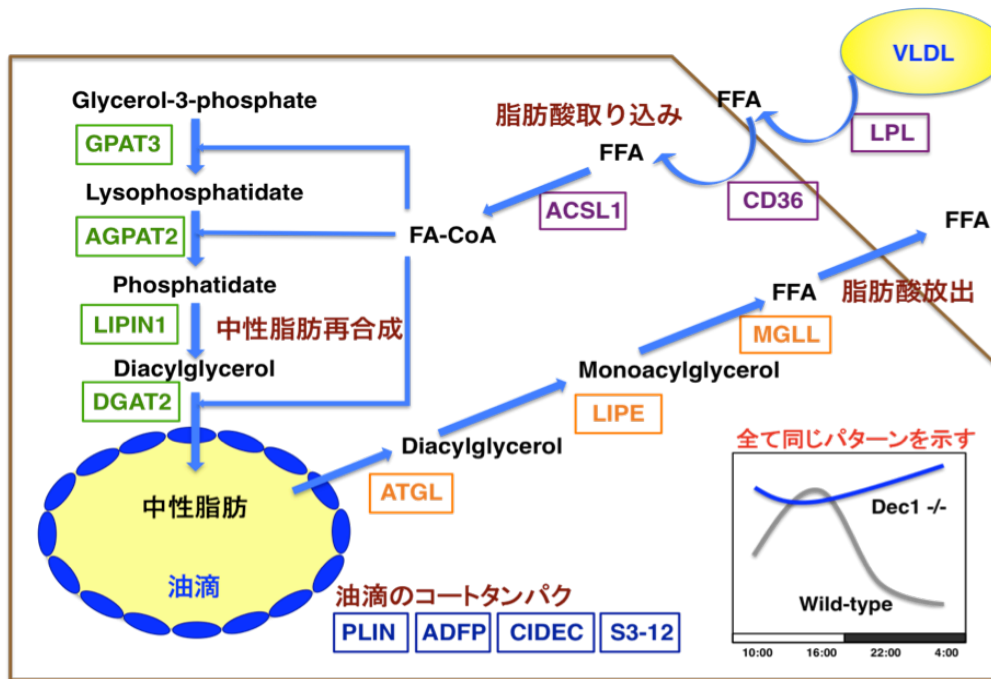 VLDL
Glycerol-3-phosphate
GPAT3
脂肪酸取り込み
FFA
LPL
FFA
Lysophosphatidate
ACSL1
CD36
AGPAT2
FA-CoA
FFA
Phosphatidate
FFA
脂肪酸放出
LIPIN1
中性脂肪再合成
MGLL
Diacylglycerol
Monoacylglycerol
DGAT2
LIPE
Diacylglycerol
全て同じパターンを示す
ATGL
中性脂肪
Dec1 -/-
油滴
油滴のコートタンパク
Wild-type
PLIN ADFP CIDEC S3-12
10:00 16:00 22:00 4:00